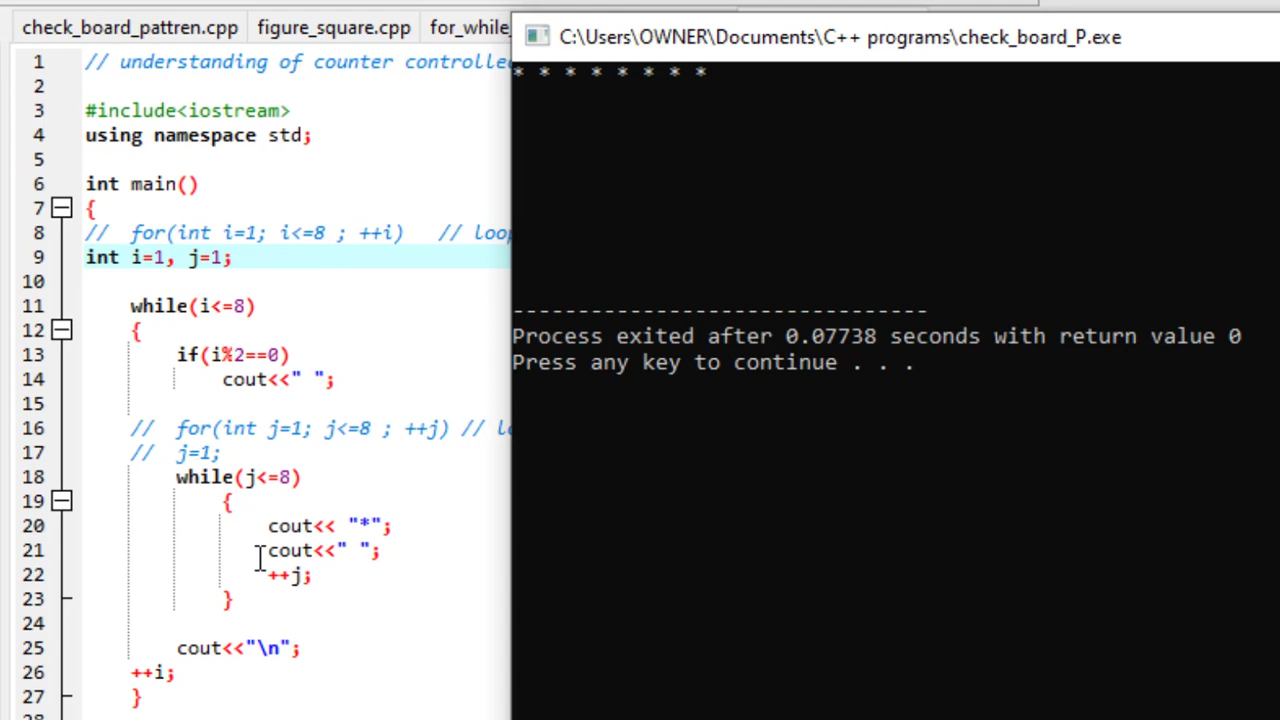 check_board_pattren.cpp figure_square.cpp for_while_
C:\Users\OWNER\Documents\C++ programs\check_board_P.exe
1 // understanding of counter controlle
2
3 #include<iostream>
4 using namespace std;
5
6 int main()
7 {
8 // for(int i=1; i<=8 ; ++i) // loop
9 int i=1, j=1;
10
11 while(i<=8)
12 {
13 if(i%2==0)
14 cout<<" ";
15
16 // for(int j=1; j<=8 ; ++j) // lo
17 // j=1;
18 while(j<=8)
19 {
20 cout<< "*";
21 cout<<" ";
22 ++j;
23 }
24
25 cout<<"\n";
26 ++i;
27 }
28
* * * * * * * *
--------------------------------
Process exited after 0.07738 seconds with return value 0
Press any key to continue . . .